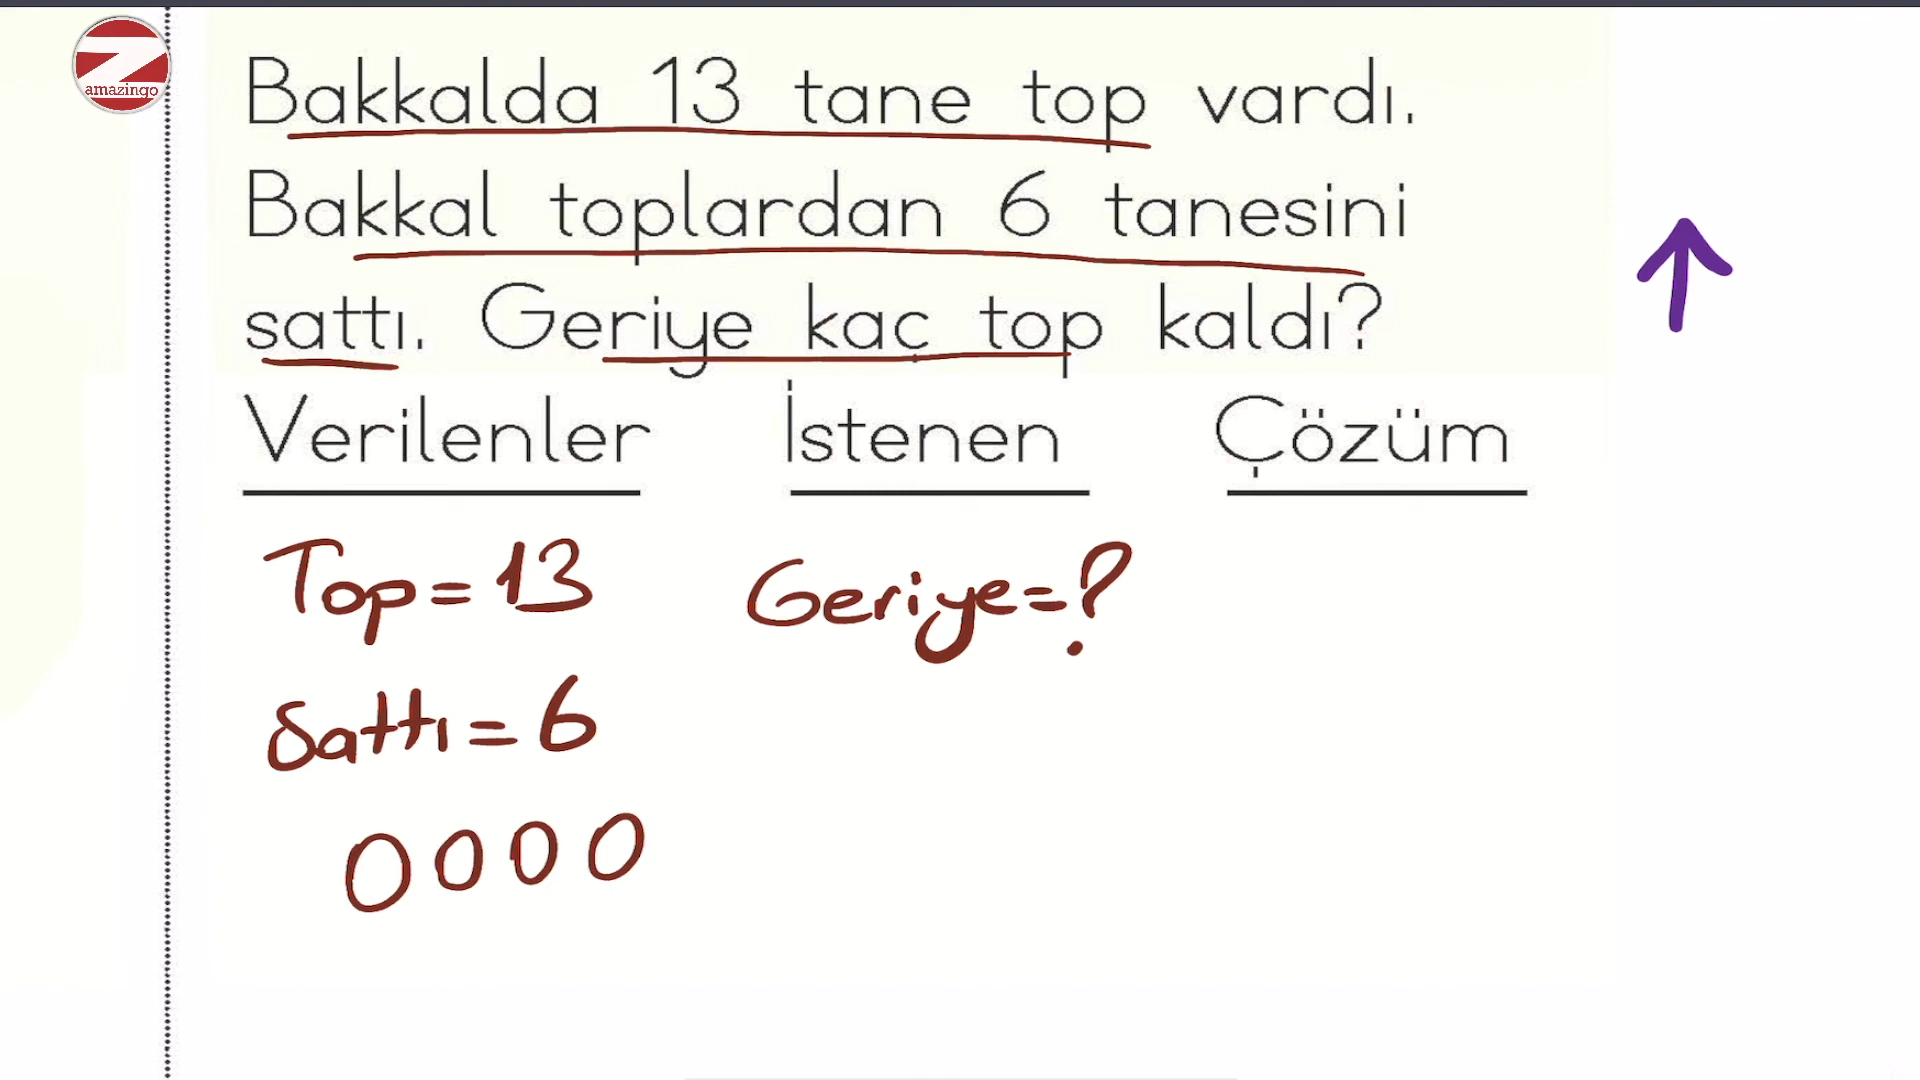 amazingo
Bakkalda 13 tane top vardı.
Bakkal toplardan 6 tanesini
sattı. Geriye kaç top kaldı?
Verilenler İstenen Çözüm
Top=13 Geriye=?
Sattı=6
0000